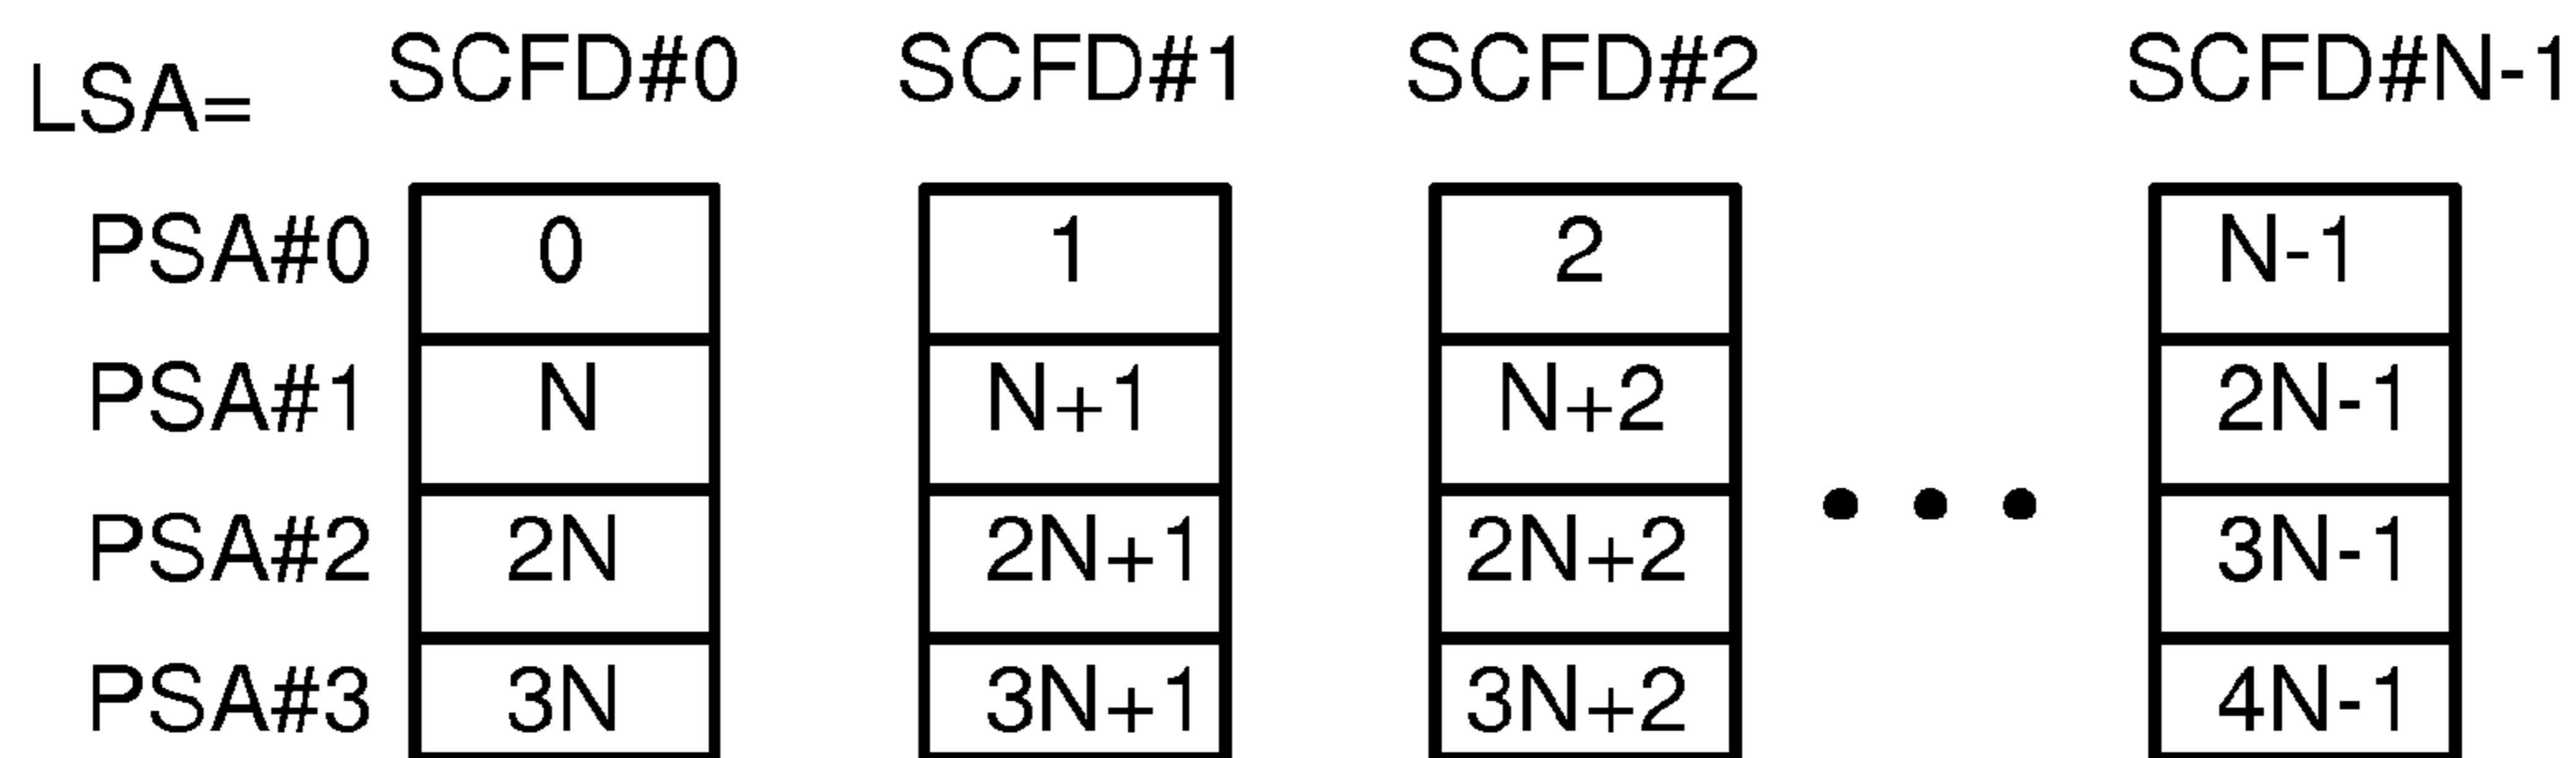 LSA= SCFD#0 SCFD#1 SCFD#2 SCFD#N-1
PSA#0 0 1 2 N-1
PSA#1 N N+1 N+2 2N-1
PSA#2 2N 2N+1 2N+2 3N-1
PSA#3 3N 3N+1 3N+2 4N-1